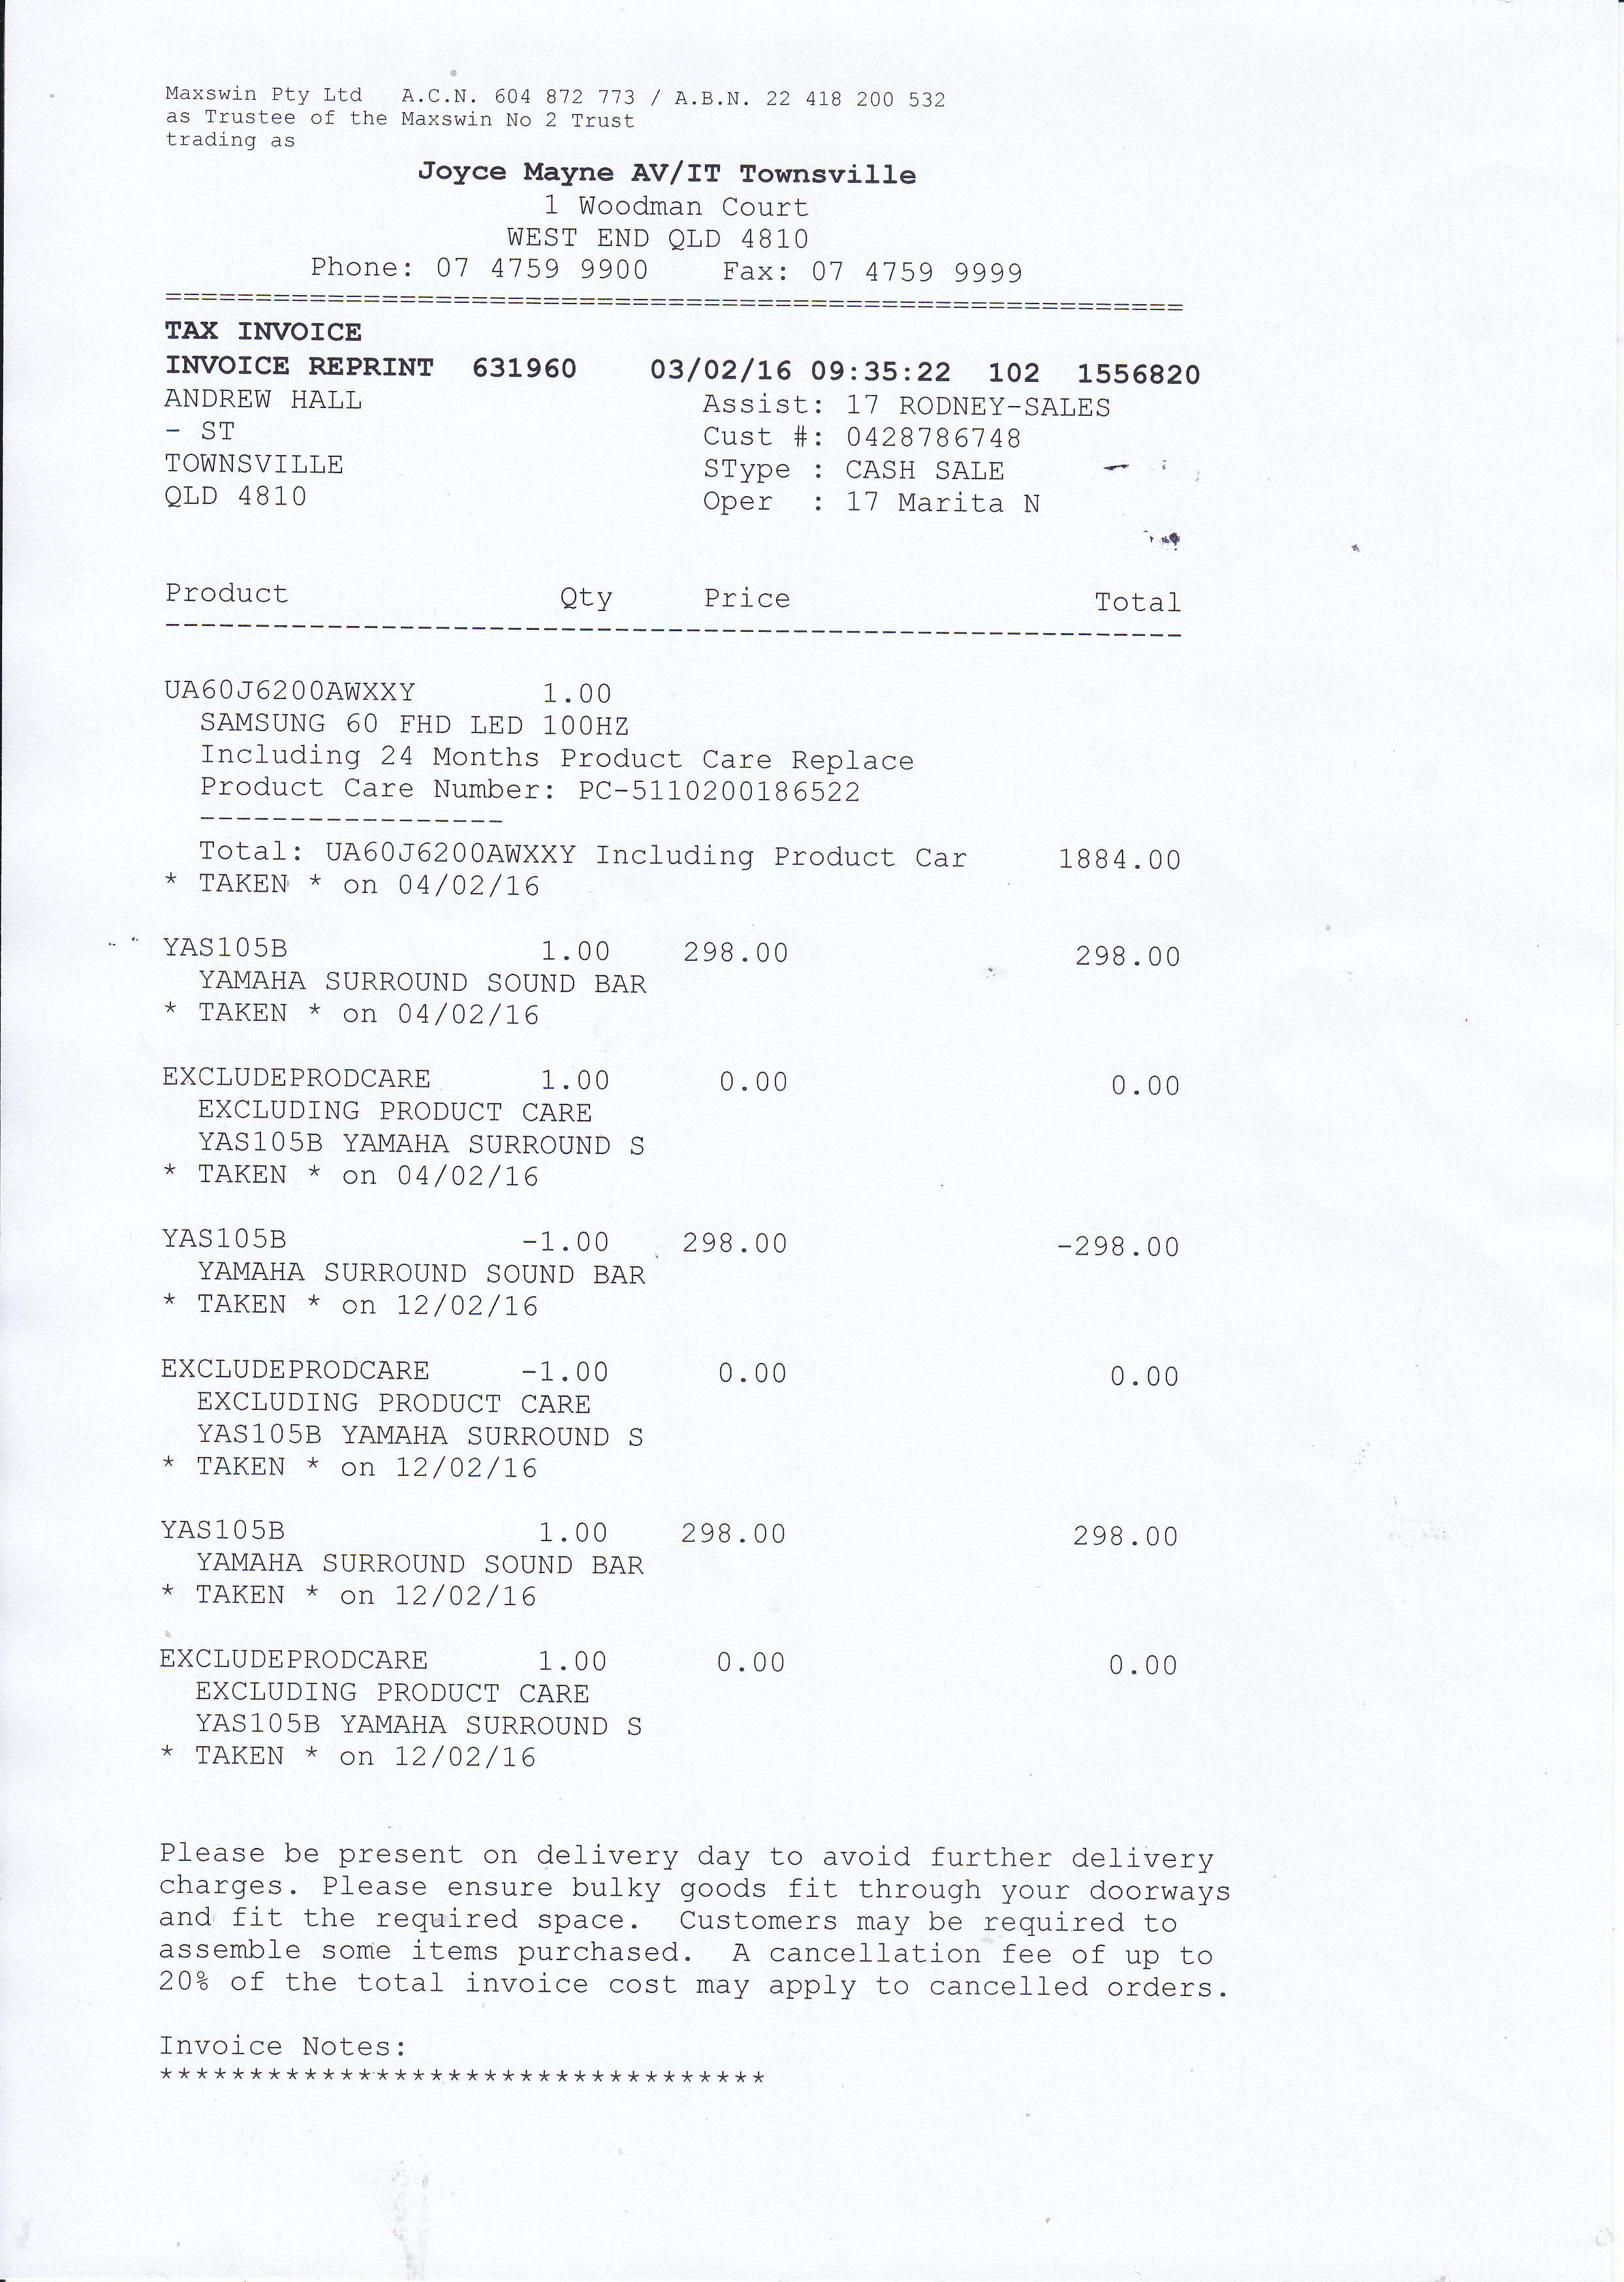 Maxswin Pty Ltd   A.C.N. 604 872 773 / A.B.N. 22 418 200 532
as Trustee of the Maxswin No 2 Trust
trading as
Joyce Mayne AV/IT Townsville
1 Woodman Court
WEST END QLD 4810
Phone: 07 4759 9900    Fax: 07 4759 9999
=========================================================
TAX INVOICE
INVOICE REPRINT  631960    03/02/16 09:35:22  102  1556820
ANDREW HALL    Assist: 17 RODNEY-SALES
- ST    Cust #: 0428786748
TOWNSVILLE    SType : CASH SALE
QLD 4810    Oper  : 17 Marita N
Product    Qty    Price    Total
---------------------------------------------------------
UA60J6200AWXXY    1.00
SAMSUNG 60 FHD LED 100HZ
Including 24 Months Product Care Replace
Product Care Number: PC-5110200186522
-----------------
Total: UA60J6200AWXXY Including Product Car    1884.00
* TAKEN * on 04/02/16
YAS105B    1.00    298.00    298.00
YAMAHA SURROUND SOUND BAR
* TAKEN * on 04/02/16
EXCLUDEPRODCARE    1.00    0.00    0.00
EXCLUDING PRODUCT CARE
YAS105B YAMAHA SURROUND S
* TAKEN * on 04/02/16
YAS105B    -1.00    298.00    -298.00
YAMAHA SURROUND SOUND BAR
* TAKEN * on 12/02/16
EXCLUDEPRODCARE    -1.00    0.00    0.00
EXCLUDING PRODUCT CARE
YAS105B YAMAHA SURROUND S
* TAKEN * on 12/02/16
YAS105B    1.00    298.00    298.00
YAMAHA SURROUND SOUND BAR
* TAKEN * on 12/02/16
EXCLUDEPRODCARE    1.00    0.00    0.00
EXCLUDING PRODUCT CARE
YAS105B YAMAHA SURROUND S
* TAKEN * on 12/02/16
Please be present on delivery day to avoid further delivery
charges. Please ensure bulky goods fit through your doorways
and fit the required space.  Customers may be required to
assemble some items purchased.  A cancellation fee of up to
20% of the total invoice cost may apply to cancelled orders.
Invoice Notes:
**********************************